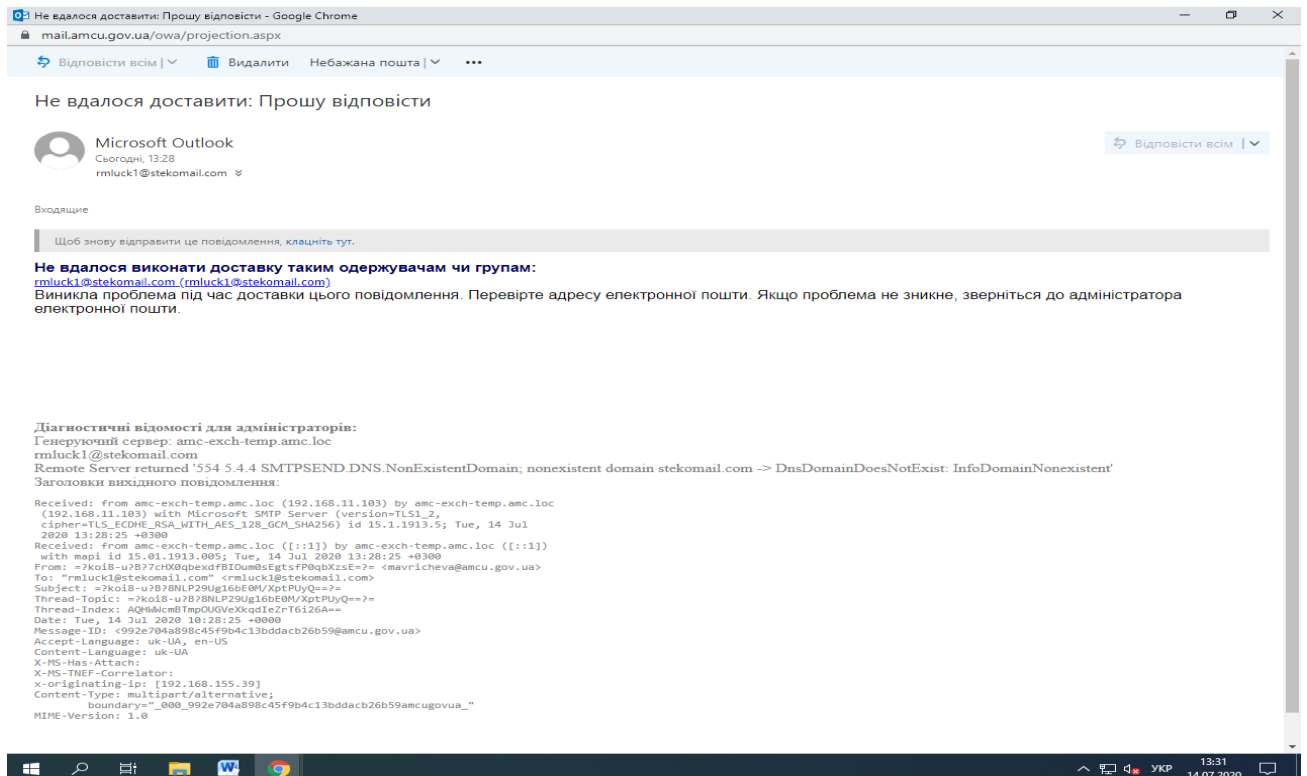 Не вдалося доставити: Прошу відповісти - Google Chrome
mail.amcu.gov.ua/owa/projection.aspx
Відповісти всім | Видалити Небажана пошта | •••
Не вдалося доставити: Прошу відповісти
Microsoft Outlook
Відповісти всім |
Сьогодні, 13:28
rmluck1@stekomail.com
Входящие
Щоб знову відправити це повідомлення, клацніть тут.
Не вдалося виконати доставку таким одержувачам чи групам:
rmluck1@stekomail.com (rmluck1@stekomail.com)
Виникла проблема під час доставки цього повідомлення. Перевірте адресу електронної пошти. Якщо проблема не зникне, зверніться до адміністратора
електронної пошти.
Діагностичні відомості для адміністраторів:
Генеруючий сервер: amc-exch-temp.amc.loc
rmluck1@stekomail.com
Remote Server returned '554 5.4.4 SMTPSEND.DNS.NonExistentDomain; nonexistent domain stekomail.com -> DnsDomainDoesNotExist: InfoDomainNonexistent'
Заголовки вихідного повідомлення:
Received: from amc-exch-temp.amc.loc (192.168.11.103) by amc-exch-temp.amc.loc
(192.168.11.103) with Microsoft SMTP Server (version=TLS1_2,
cipher=TLS_ECDHE_RSA_WITH_AES_128_GCM_SHA256) id 15.1.1913.5; Tue, 14 Jul
2020 13:28:25 +0300
Received: from amc-exch-temp.amc.loc ([::1]) by amc-exch-temp.amc.loc ([::1])
with mapi id 15.01.1913.005; Tue, 14 Jul 2020 13:28:25 +0300
From: =?koi8-u?B?7cHX0qbexdfBIOum0sEgtsfP0qbXzsE=?= <mavricheva@amcu.gov.ua>
To: "rmluck1@stekomail.com" <rmluck1@stekomail.com>
Subject: =?koi8-u?B?8NLP29Ug16bE0M/XptPUyQ==?=
Thread-Topic: =?koi8-u?B?8NLP29Ug16bE0M/XptPUyQ==?=
Thread-Index: AQHWWcmBTmpOUGVeXkqdIeZrT6i26A==
Date: Tue, 14 Jul 2020 10:28:25 +0000
Message-ID: <992e704a898c45f9b4c13bddacb26b59@amcu.gov.ua>
Accept-Language: uk-UA, en-US
Content-Language: uk-UA
X-MS-Has-Attach:
X-MS-TNEF-Correlator:
x-originating-ip: [192.168.155.39]
Content-Type: multipart/alternative;
boundary="_000_992e704a898c45f9b4c13bddacb26b59amcugovua_"
MIME-Version: 1.0
УКР
13:31
14.07.2020